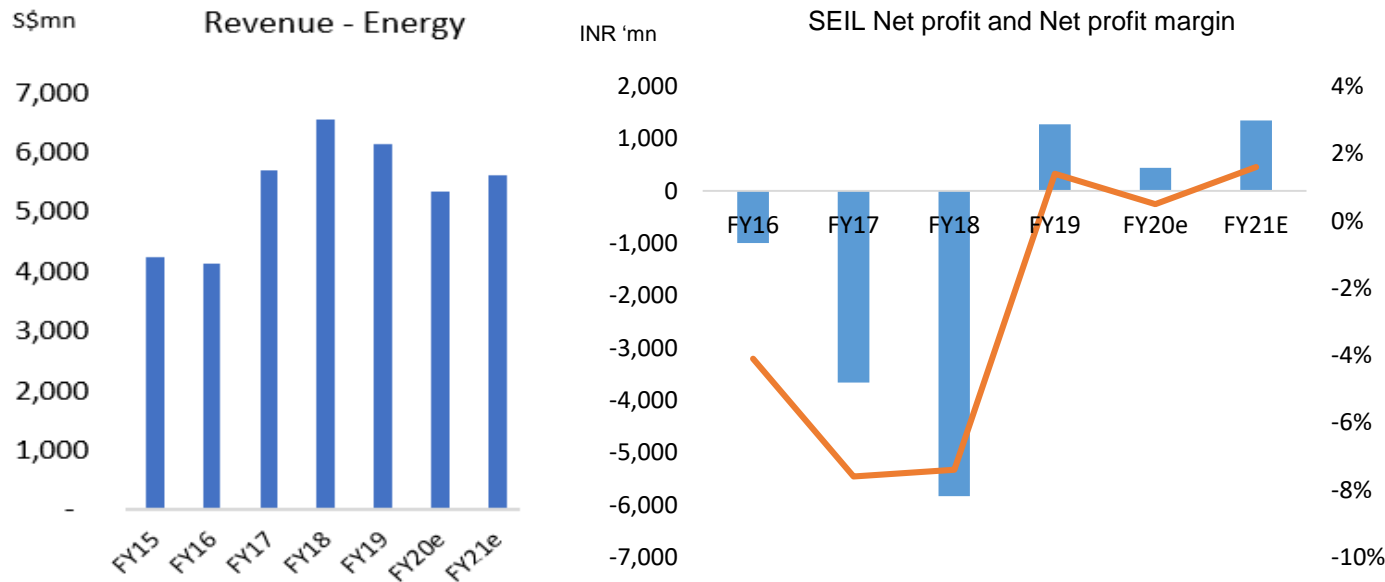 S$mn
Revenue - Energy
7,000
6,000
5,000
4,000
3,000
2,000
1,000
-
FY15
FY16
FY17
FY18
FY19
FY20e
FY21e
SEIL Net profit and Net profit margin
INR ‘mn
2,000
1,000
0
-1,000
-2,000
-3,000
-4,000
-5,000
-6,000
-7,000
FY16
FY17
FY18
FY19
FY20e
FY21E
4%
2%
0%
-2%
-4%
-6%
-8%
-10%